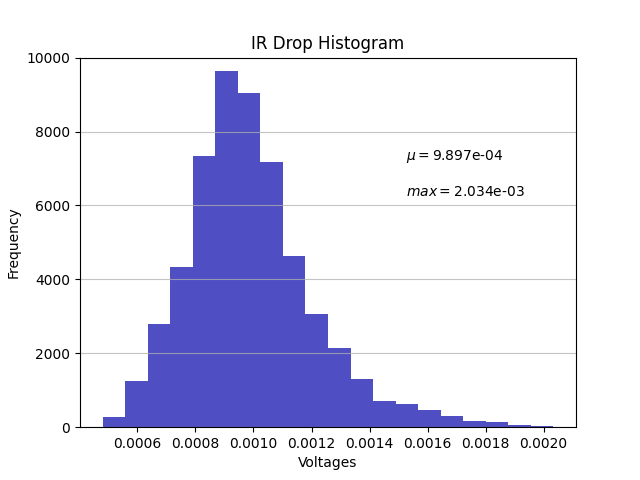 IR Drop Histogram
10000
8000
6000
4000
2000
0
Frequency
μ = 9.897e-04
max = 2.034e-03
0.0006 0.0008 0.0010 0.0012 0.0014 0.0016 0.0018 0.0020
Voltages